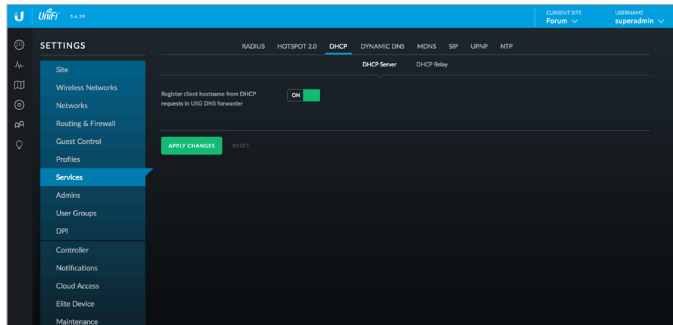 U UniFi 5.6.29
CURRENT SITE
Forum
USERNAME
superadmin
SETTINGS
RADIUS HOTSPOT 2.0 DHCP DYNAMIC DNS MDNS SIP UPNP NTP
DHCP Server DHCP Relay
Site
Wireless Networks
Networks
Routing & Firewall
Guest Control
Profiles
Services
Admins
User Groups
DPI
Controller
Notifications
Cloud Access
Elite Device
Maintenance
Register client hostname from DHCP
requests in USG DNS forwarder
ON
APPLY CHANGES RESET